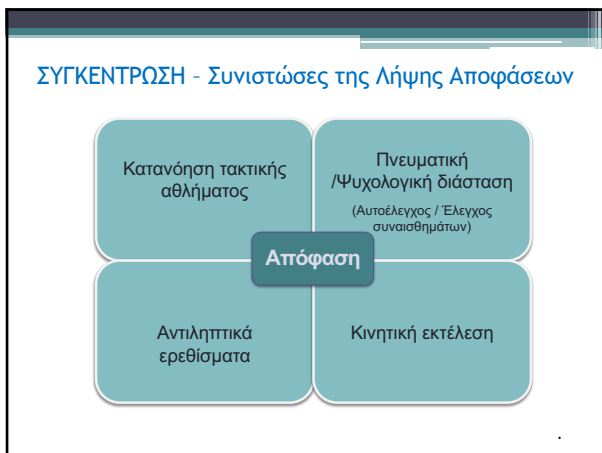 ΣΥΓΚΕΝΤΡΩΣΗ – Συνιστώσες της Λήψης Αποφάσεων
Κατανόηση τακτικής
αθλήματος
Πνευματική
/Ψυχολογική διάσταση
(Αυτοέλεγχος / Έλεγχος
συναισθημάτων)
Απόφαση
Αντιληπτικά
ερεθίσματα
Κινητική εκτέλεση
.